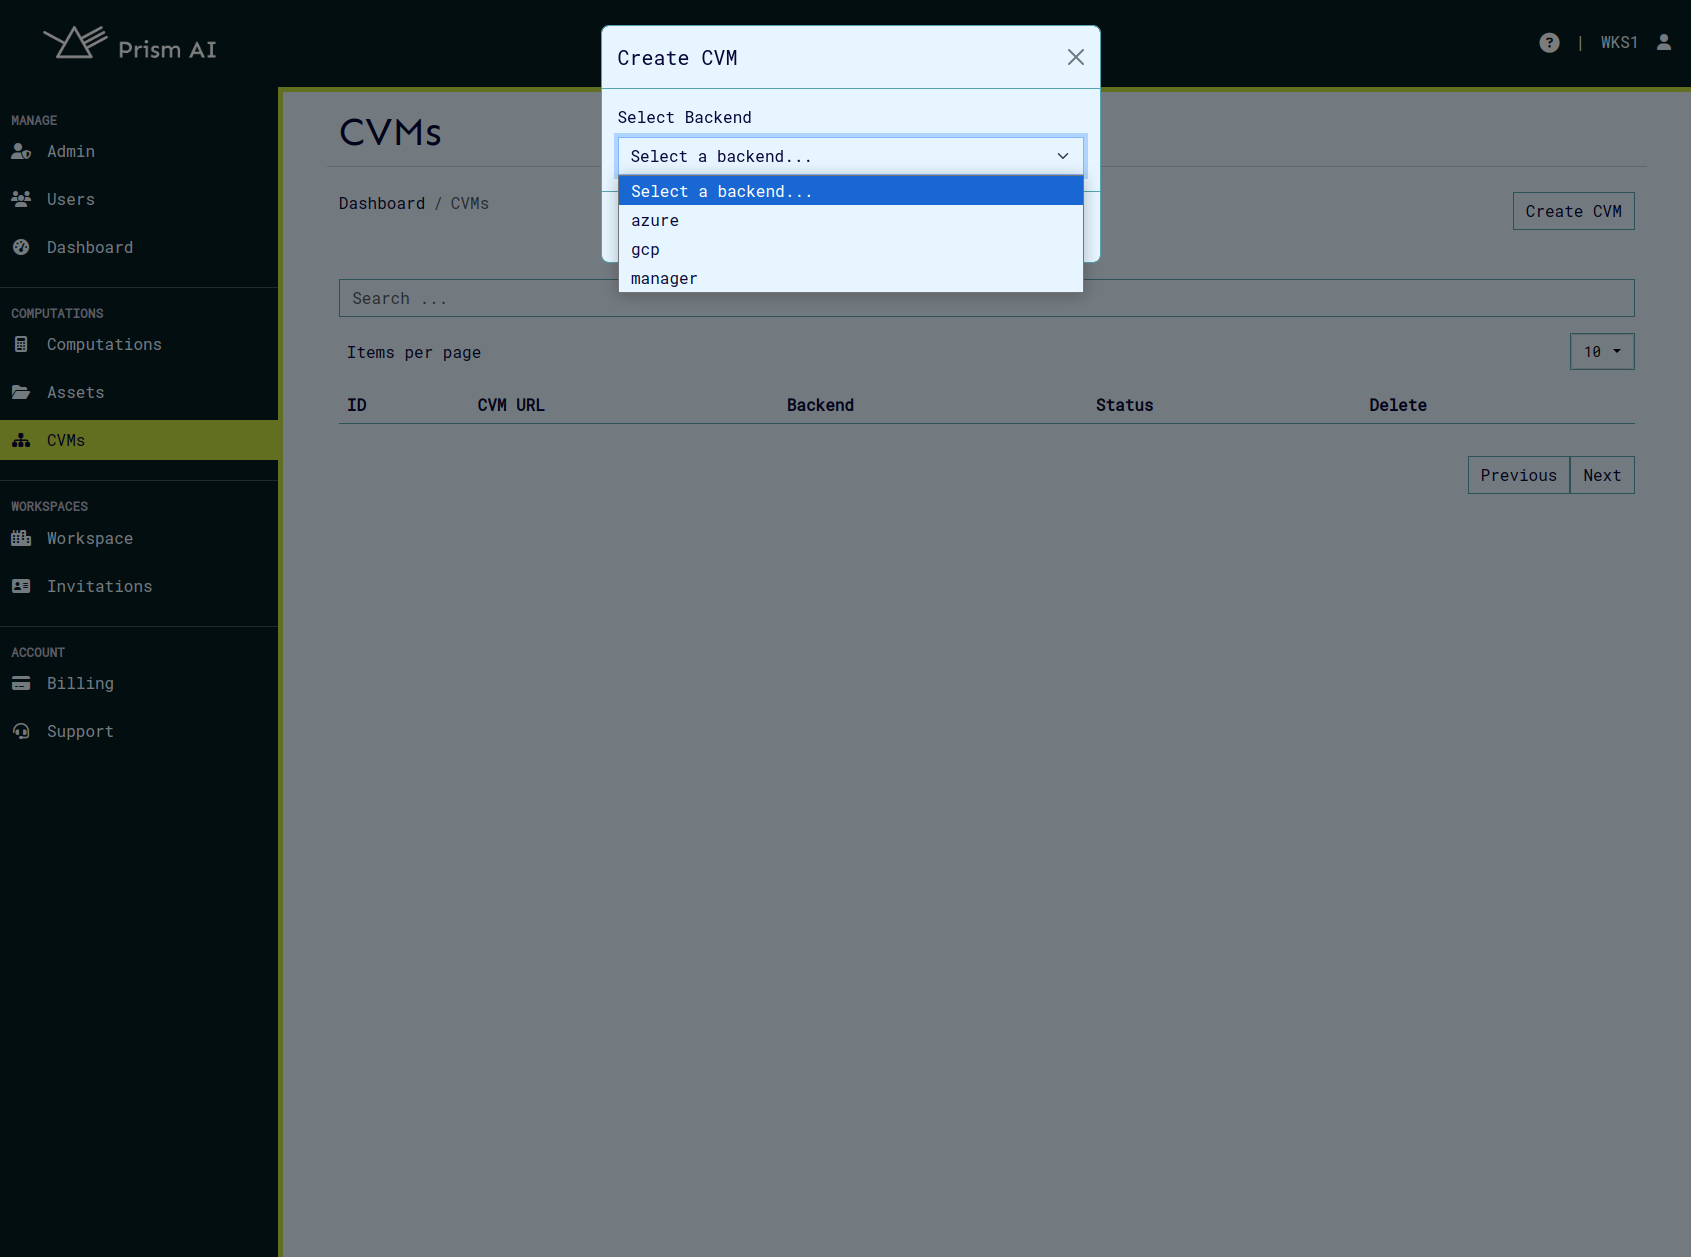 Prism AI
? | WKS1
MANAGE
Admin
Users
Dashboard
COMPUTATIONS
Computations
Assets
CVMs
WORKSPACES
Workspace
Invitations
ACCOUNT
Billing
Support
CVMs
Dashboard / CVMs
Create CVM
Search ...
Items per page
10
ID CVM URL Backend Status Delete
Previous Next
Create CVM
Select Backend
Select a backend...
Select a backend...
azure
gcp
manager